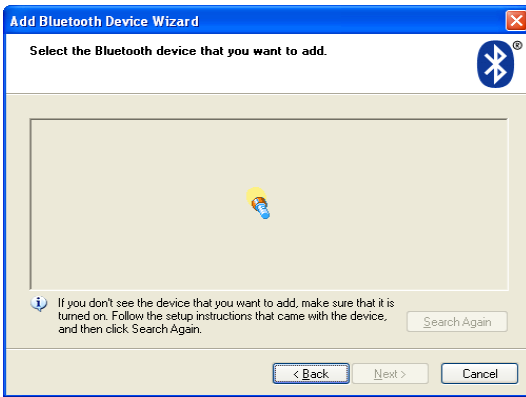 Add Bluetooth Device Wizard
Select the Bluetooth device that you want to add.
®
If you don't see the device that you want to add, make sure that it is
turned on. Follow the setup instructions that came with the device,
and then click Search Again.
Search Again
< Back Next > Cancel